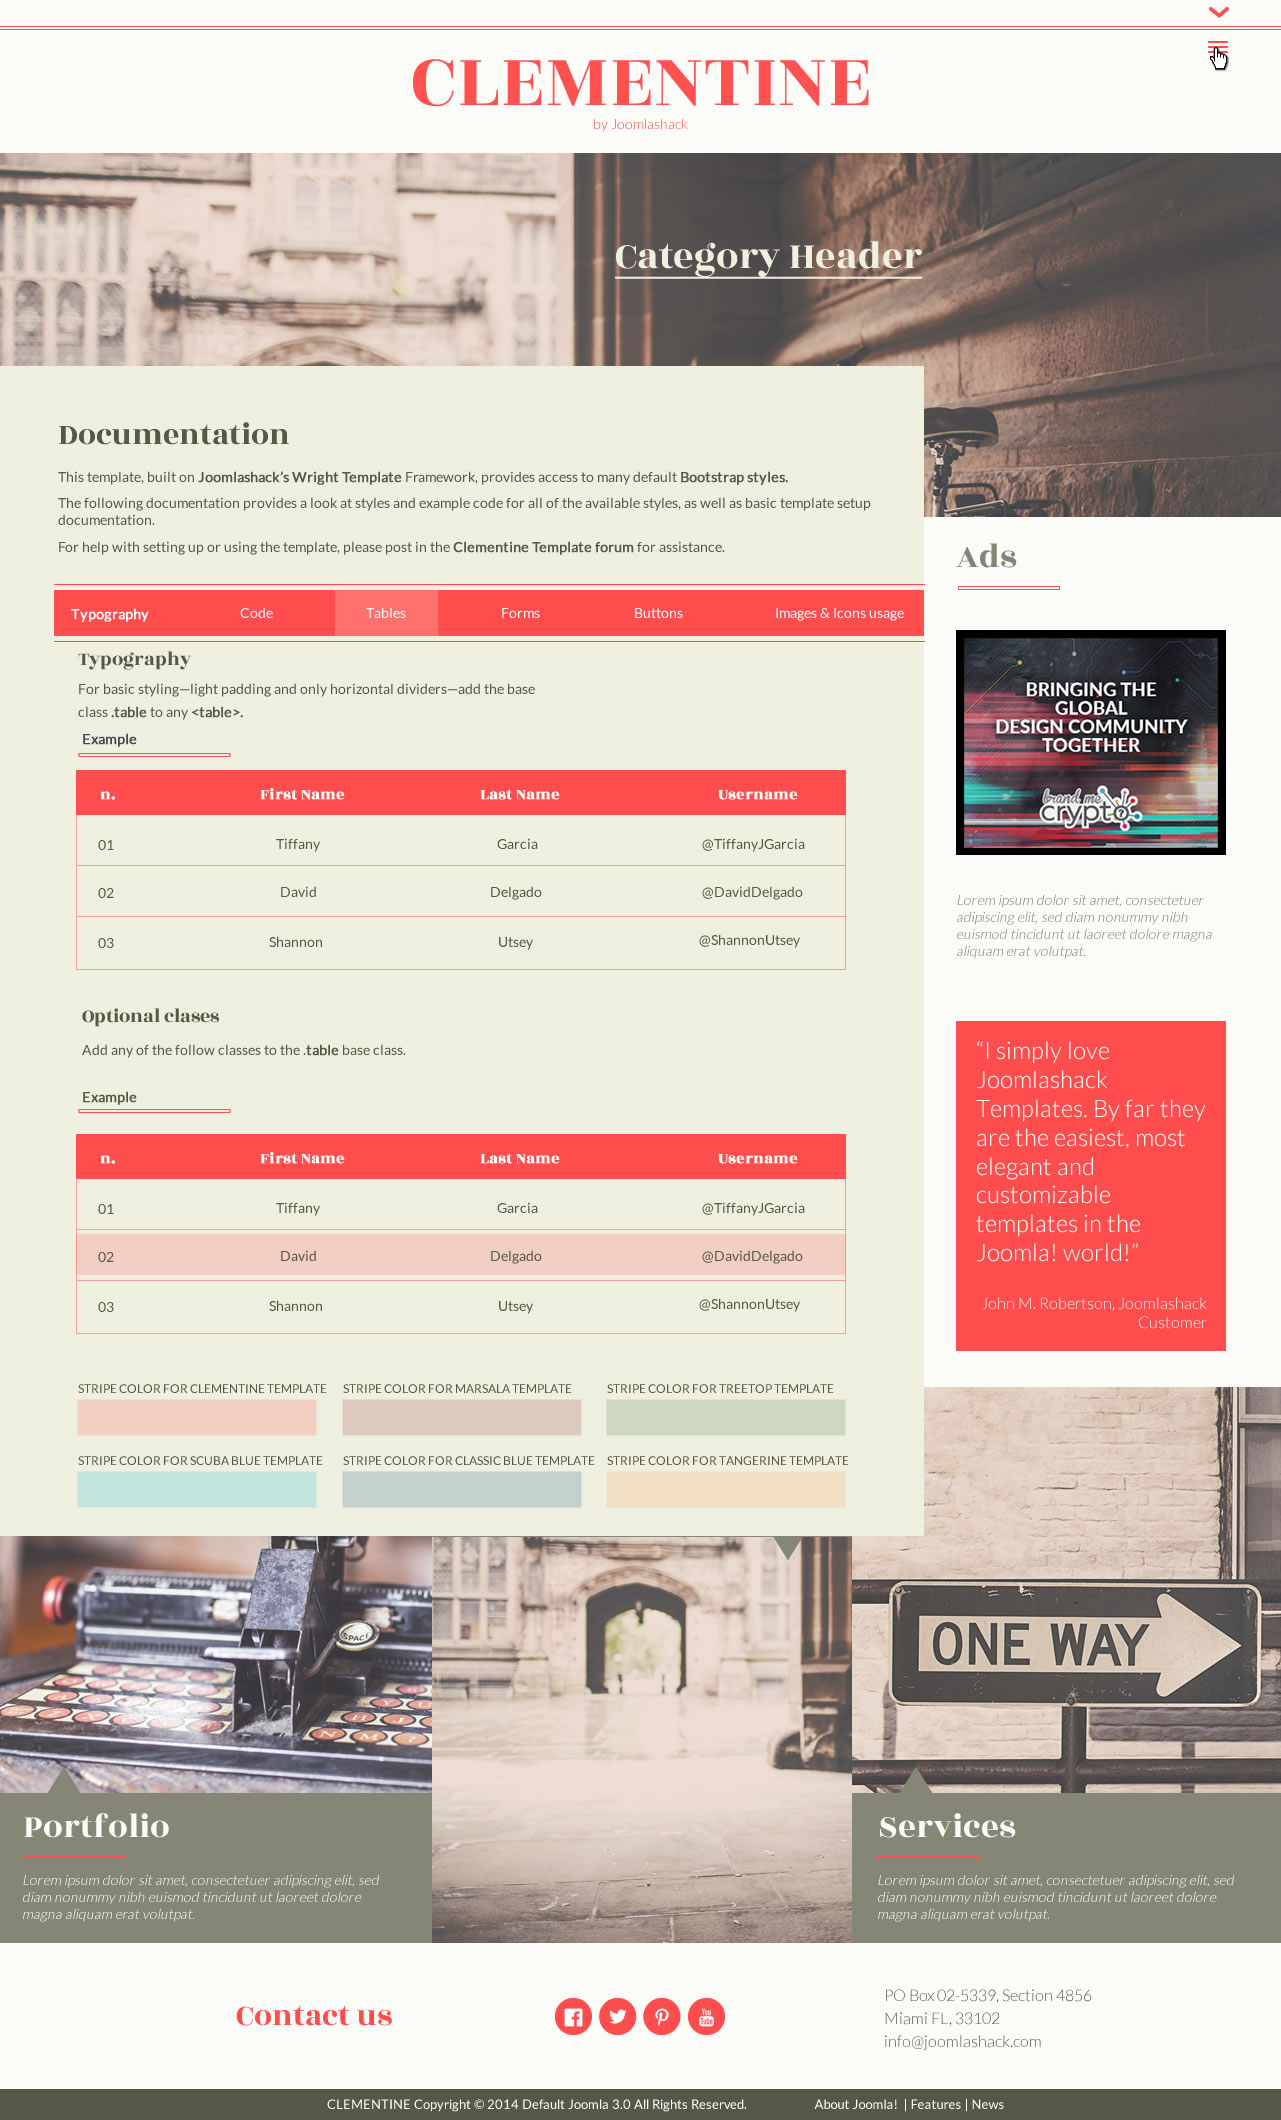 CLEMENTINE
by Joomlashack
Category Header
Documentation
This template, built on Joomlashack’s Wright Template Framework, provides access to many default Bootstrap styles.
The following documentation provides a look at styles and example code for all of the available styles, as well as basic template setup
documentation.
For help with setting up or using the template, please post in the Clementine Template forum for assistance.
Typography Code Tables Forms Buttons Images & Icons usage
Typography
For basic styling—light padding and only horizontal dividers—add the base
class .table to any <table>.
Example
n. First Name Last Name Username
01 Tiffany Garcia @TiffanyJGarcia
02 David Delgado @DavidDelgado
03 Shannon Utsey @ShannonUtsey
Optional clases
Add any of the follow classes to the .table base class.
Example
n. First Name Last Name Username
01 Tiffany Garcia @TiffanyJGarcia
02 David Delgado @DavidDelgado
03 Shannon Utsey @ShannonUtsey
STRIPE COLOR FOR CLEMENTINE TEMPLATE STRIPE COLOR FOR MARSALA TEMPLATE STRIPE COLOR FOR TREETOP TEMPLATE
STRIPE COLOR FOR SCUBA BLUE TEMPLATE STRIPE COLOR FOR CLASSIC BLUE TEMPLATE STRIPE COLOR FOR TANGERINE TEMPLATE
Ads
BRINGING THE
GLOBAL
DESIGN COMMUNITY
TOGETHER
brand me
crypto
?
Lorem ipsum dolor sit amet, consectetuer
adipiscing elit, sed diam nonummy nibh
euismod tincidunt ut laoreet dolore magna
aliquam erat volutpat.
“I simply love
Joomlashack
Templates. By far they
are the easiest, most
elegant and
customizable
templates in the
Joomla! world!”
John M. Robertson, Joomlashack
Customer
SPACE
N M
ONE WAY
Portfolio
Lorem ipsum dolor sit amet, consectetuer adipiscing elit, sed
diam nonummy nibh euismod tincidunt ut laoreet dolore
magna aliquam erat volutpat.
Services
Lorem ipsum dolor sit amet, consectetuer adipiscing elit, sed
diam nonummy nibh euismod tincidunt ut laoreet dolore
magna aliquam erat volutpat.
Contact us
You
Tube
PO Box 02-5339, Section 4856
Miami FL, 33102
info@joomlashack.com
CLEMENTINE Copyright © 2014 Default Joomla 3.0 All Rights Reserved. About Joomla! | Features | News